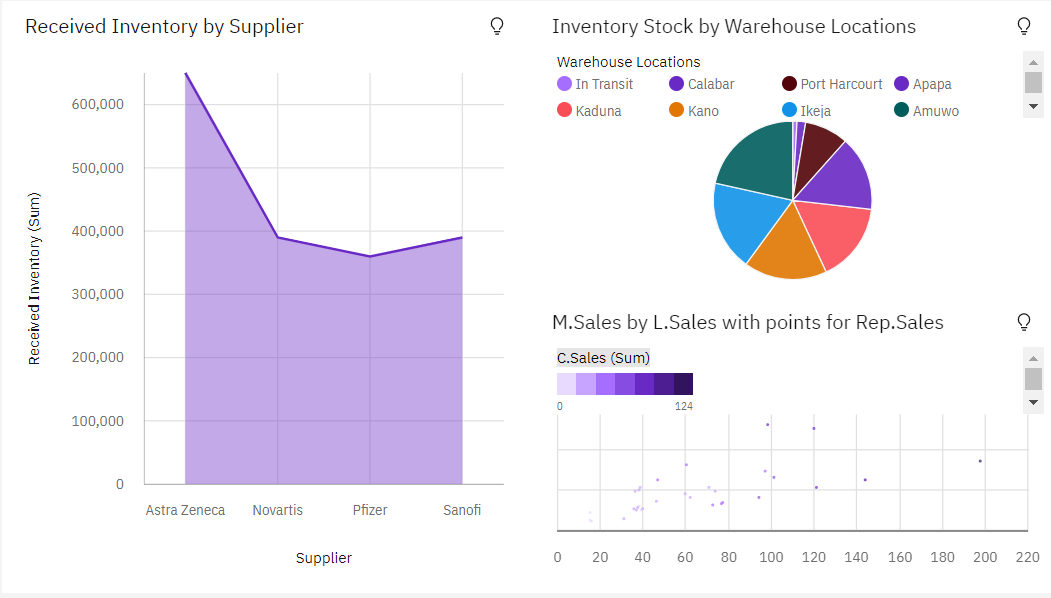 Received Inventory by Supplier
Received Inventory (Sum)
600,000
500,000
400,000
300,000
200,000
100,000
0
Astra Zeneca Novartis Pfizer Sanofi
Supplier
Inventory Stock by Warehouse Locations
Warehouse Locations
In Transit Calabar Port Harcourt Apapa
Kaduna Kano Ikeja Amuwo
M.Sales by L.Sales with points for Rep.Sales
C.Sales (Sum)
0 124
0 20 40 60 80 100 120 140 160 180 200 220